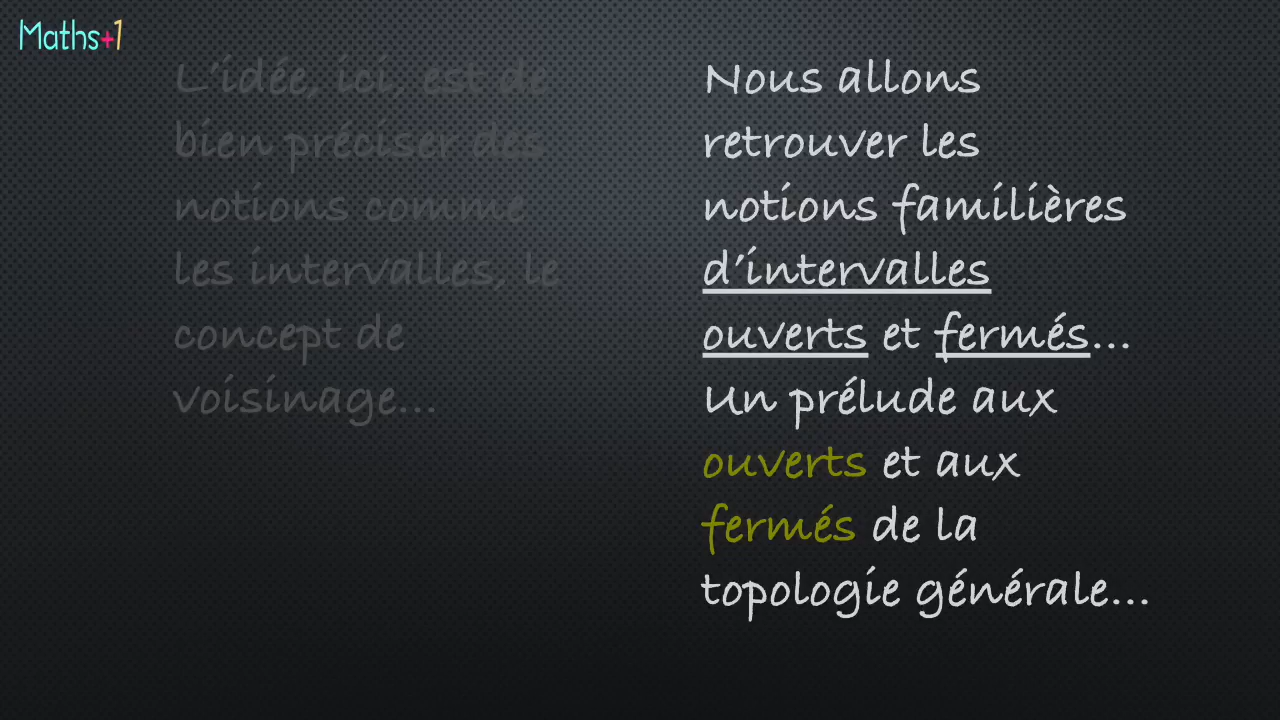 Maths+1
L'idée, ici, est de
bien préciser des
notions comme
les intervalles, le
concept de
voisinage...
Nous allons
retrouver les
notions familières
d'intervalles
ouverts et fermés...
Un prélude aux
ouverts et aux
fermés de la
topologie générale...